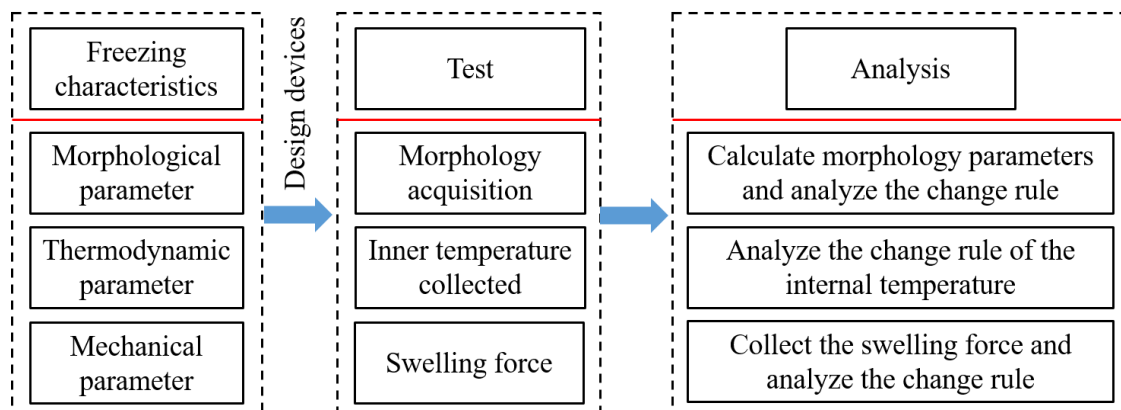 Freezing
characteristics
Morphological
parameter
Thermodynamic
parameter
Mechanical
parameter
Design devices
Test
Morphology
acquisition
Inner temperature
collected
Swelling force
Analysis
Calculate morphology parameters
and analyze the change rule
Analyze the change rule of the
internal temperature
Collect the swelling force and
analyze the change rule